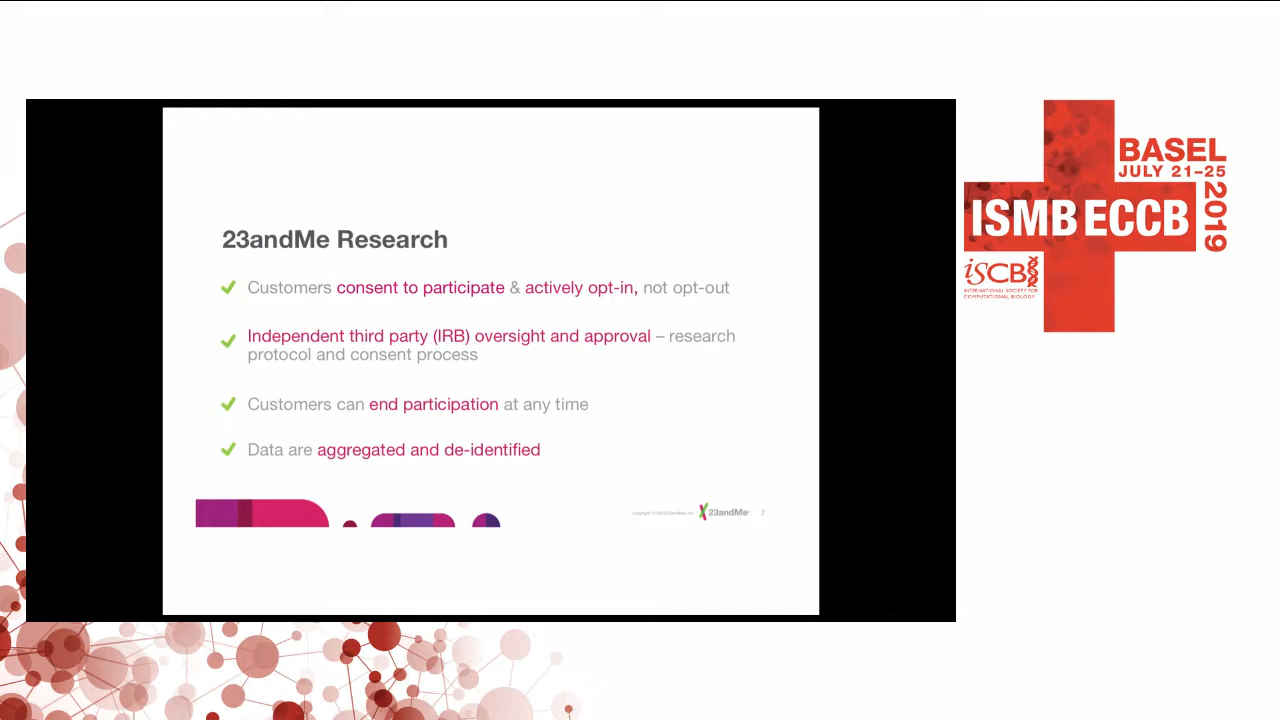 23andMe Research
Customers consent to participate & actively opt-in, not opt-out
Independent third party (IRB) oversight and approval – research
protocol and consent process
Customers can end participation at any time
Data are aggregated and de-identified
23andMe
7
BASEL
JULY 21–25
2019
ISMB ECCB
ISCB
INTERNATIONAL SOCIETY FOR
COMPUTATIONAL BIOLOGY